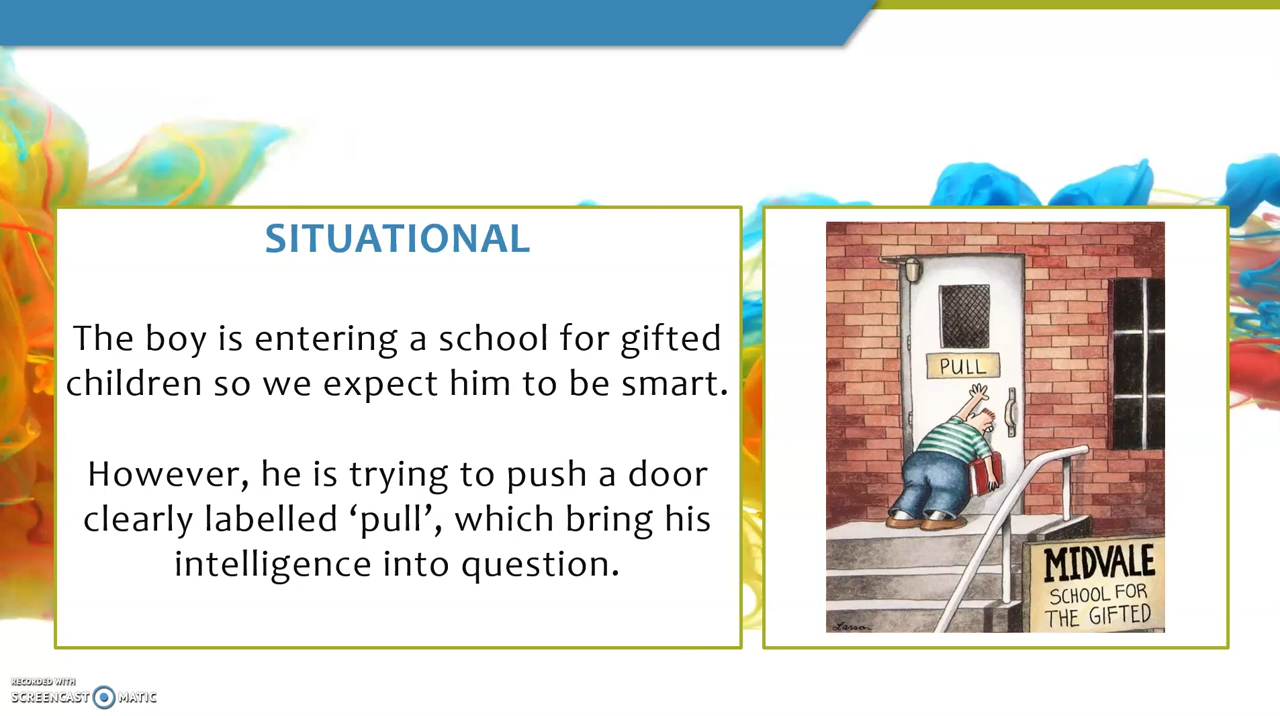 SITUATIONAL
The boy is entering a school for gifted
children so we expect him to be smart.
However, he is trying to push a door
clearly labelled ‘pull’, which bring his
intelligence into question.
PULL
MIDVALE
SCHOOL FOR
THE GIFTED
Larson
RECORDED WITH
SCREENCAST MATIC